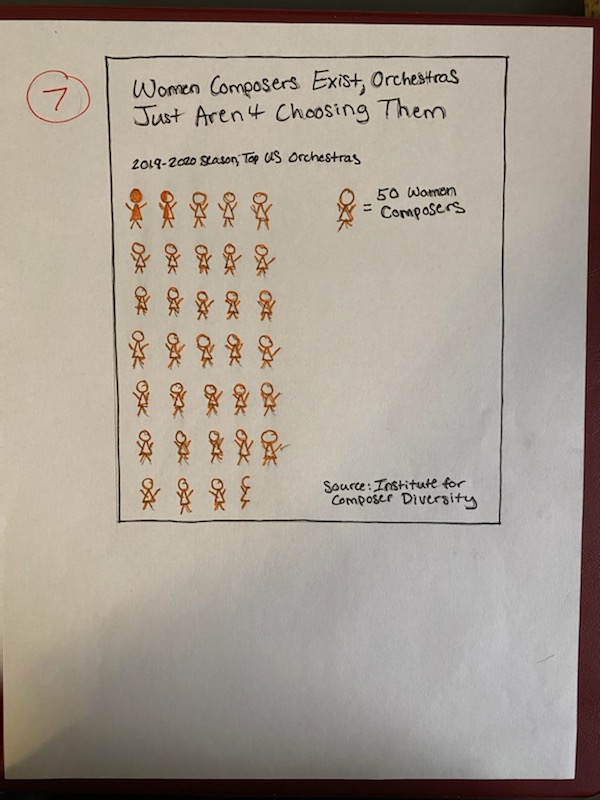 7
Women Composers Exist, Orchestras
Just Aren't Choosing Them
2019-2020 Season, Top US Orchestras
= 50 Women
Composers
Source: Institute for
Composer Diversity